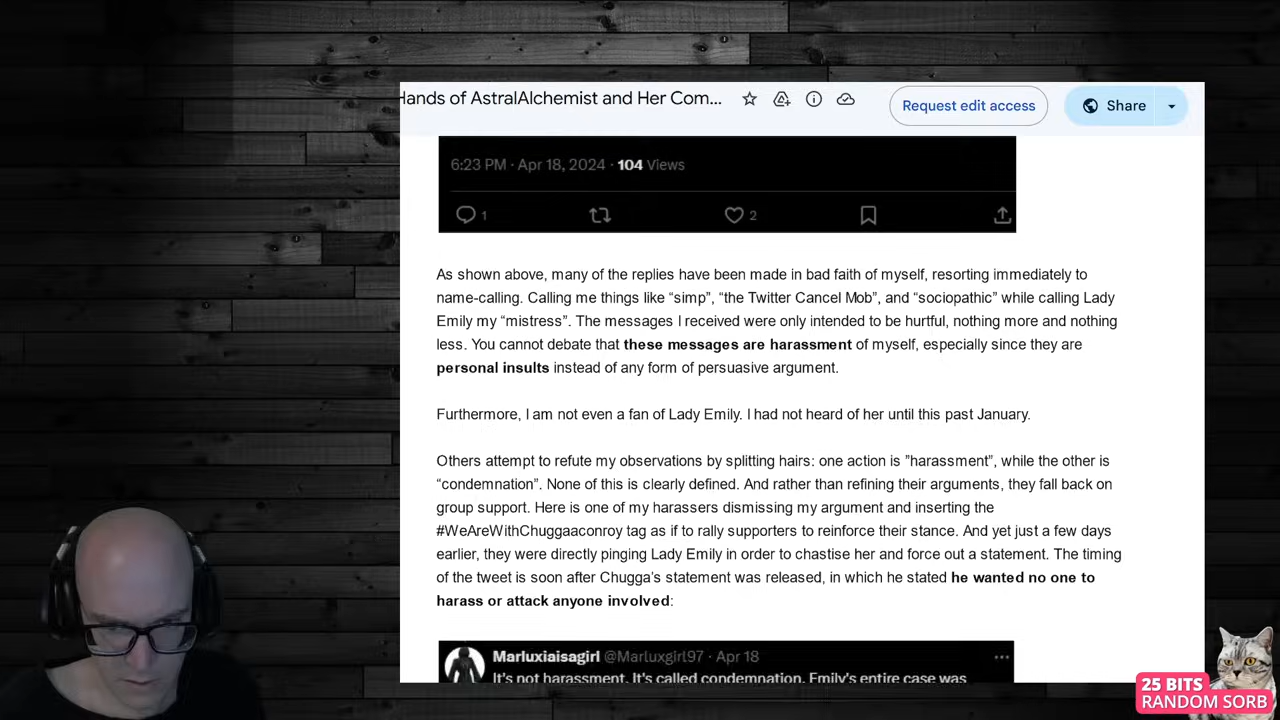 Hands of AstralAlchemist and Her Com...
Request edit access
Share
6:23 PM · Apr 18, 2024 · 104 Views
1
2
As shown above, many of the replies have been made in bad faith of myself, resorting immediately to
name-calling. Calling me things like “simp”, “the Twitter Cancel Mob”, and “sociopathic” while calling Lady
Emily my “mistress”. The messages I received were only intended to be hurtful, nothing more and nothing
less. You cannot debate that these messages are harassment of myself, especially since they are
personal insults instead of any form of persuasive argument.
Furthermore, I am not even a fan of Lady Emily. I had not heard of her until this past January.
Others attempt to refute my observations by splitting hairs: one action is ”harassment”, while the other is
“condemnation”. None of this is clearly defined. And rather than refining their arguments, they fall back on
group support. Here is one of my harassers dismissing my argument and inserting the
#WeAreWithChuggaaconroy tag as if to rally supporters to reinforce their stance. And yet just a few days
earlier, they were directly pinging Lady Emily in order to chastise her and force out a statement. The timing
of the tweet is soon after Chugga’s statement was released, in which he stated he wanted no one to
harass or attack anyone involved:
Marluxiaisagirl @Marluxgirl97 · Apr 18
It's not harassment. It's called condemnation. Emily's entire case was
25 BITS
RANDOM SORB